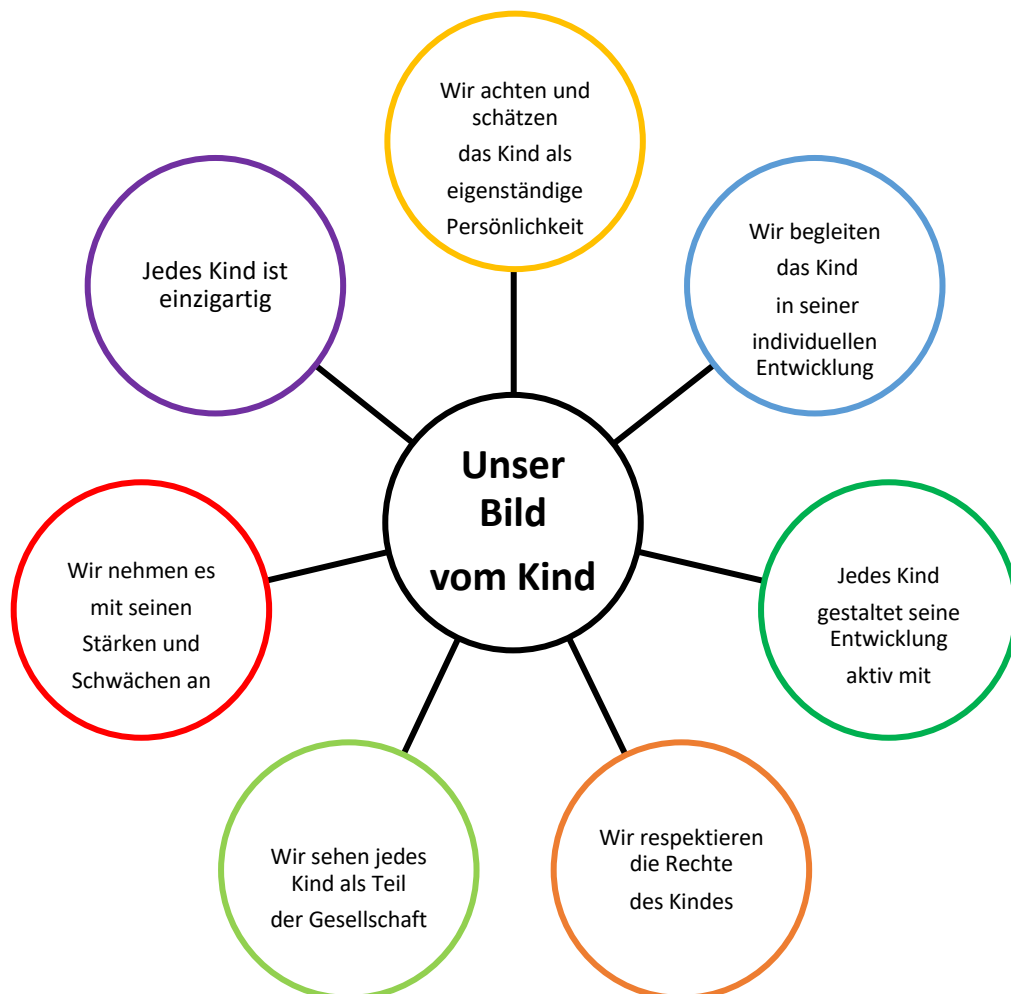 Wir achten und
schätzen
das Kind als
eigenständige
Persönlichkeit
Wir begleiten
das Kind
in seiner
individuellen
Entwicklung
Jedes Kind
gestaltet seine
Entwicklung
aktiv mit
Wir respektieren
die Rechte
des Kindes
Wir sehen jedes
Kind als Teil
der Gesellschaft
Wir nehmen es
mit seinen
Stärken und
Schwächen an
Jedes Kind ist
einzigartig
Unser
Bild
vom Kind